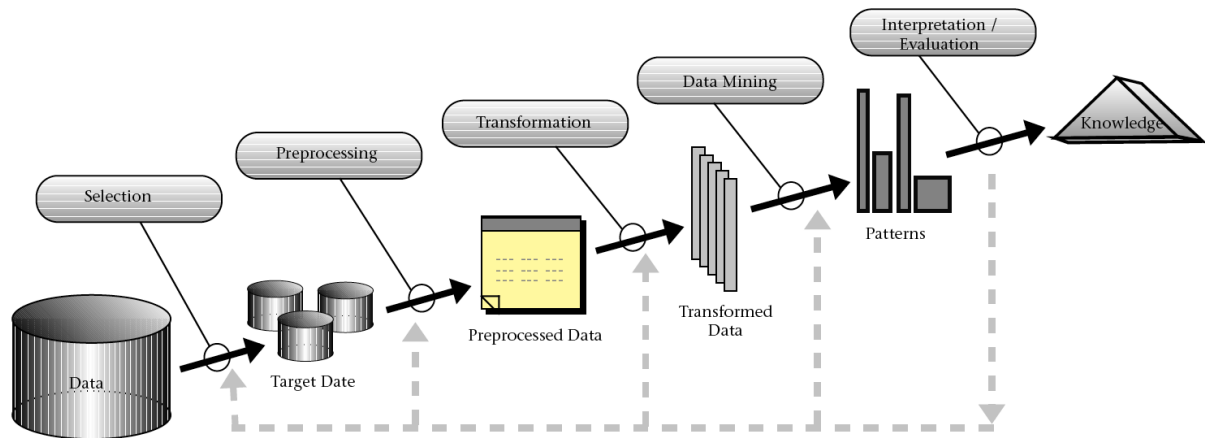 Interpretation /
Evaluation
Data Mining
Transformation
Preprocessing
Selection
Knowledge
Patterns
Transformed
Data
Preprocessed Data
Target Date
Data